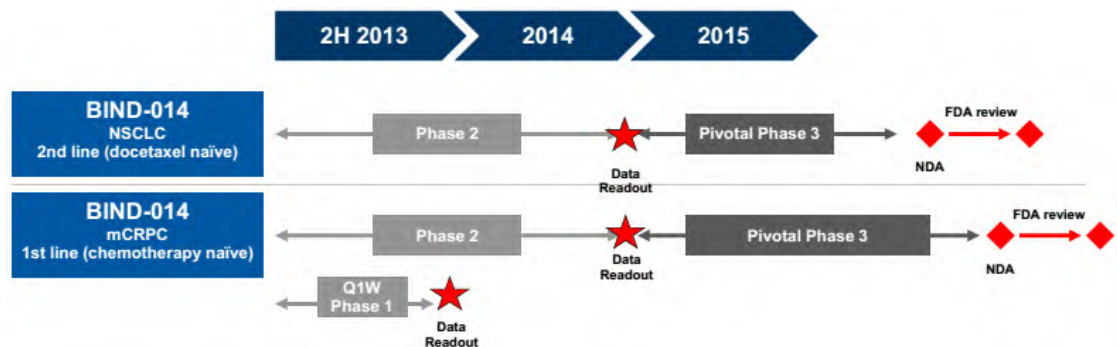 2H 2013
2014
2015
BIND-014
NSCLC
2nd line (docetaxel naïve)
Phase 2
Data
Readout
Pivotal Phase 3
NDA
FDA review
BIND-014
mCRPC
1st line (chemotherapy naïve)
Phase 2
Data
Readout
Pivotal Phase 3
NDA
FDA review
Q1W
Phase 1
Data
Readout